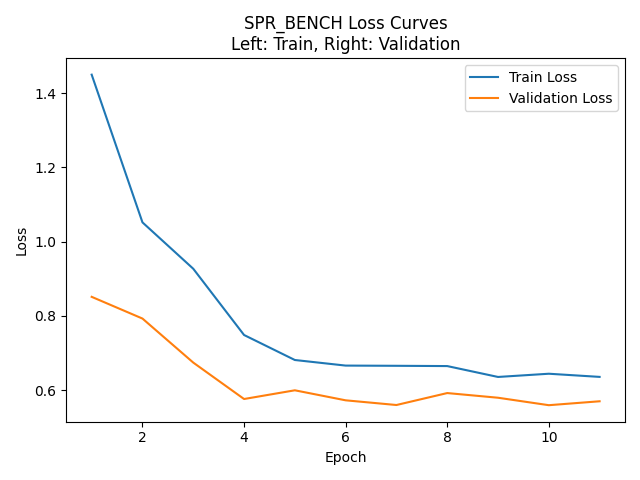 SPR_BENCH Loss Curves
Left: Train, Right: Validation
Train Loss
Validation Loss
Loss
1.4
1.2
1.0
0.8
0.6
2
4
6
8
10
Epoch